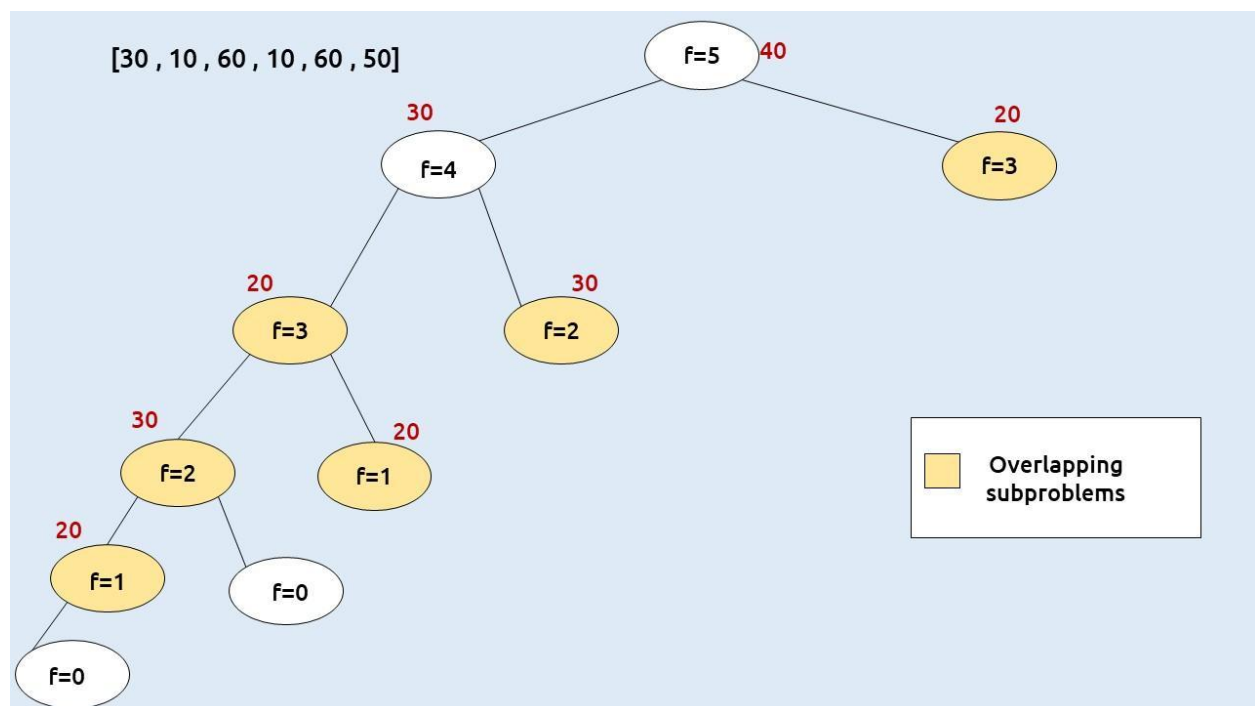 [30 , 10 , 60 , 10 , 60 , 50]
f=5
40
30
f=4
20
f=3
20
f=3
30
f=2
30
f=2
20
f=1
20
f=1
f=0
f=0
Overlapping
subproblems